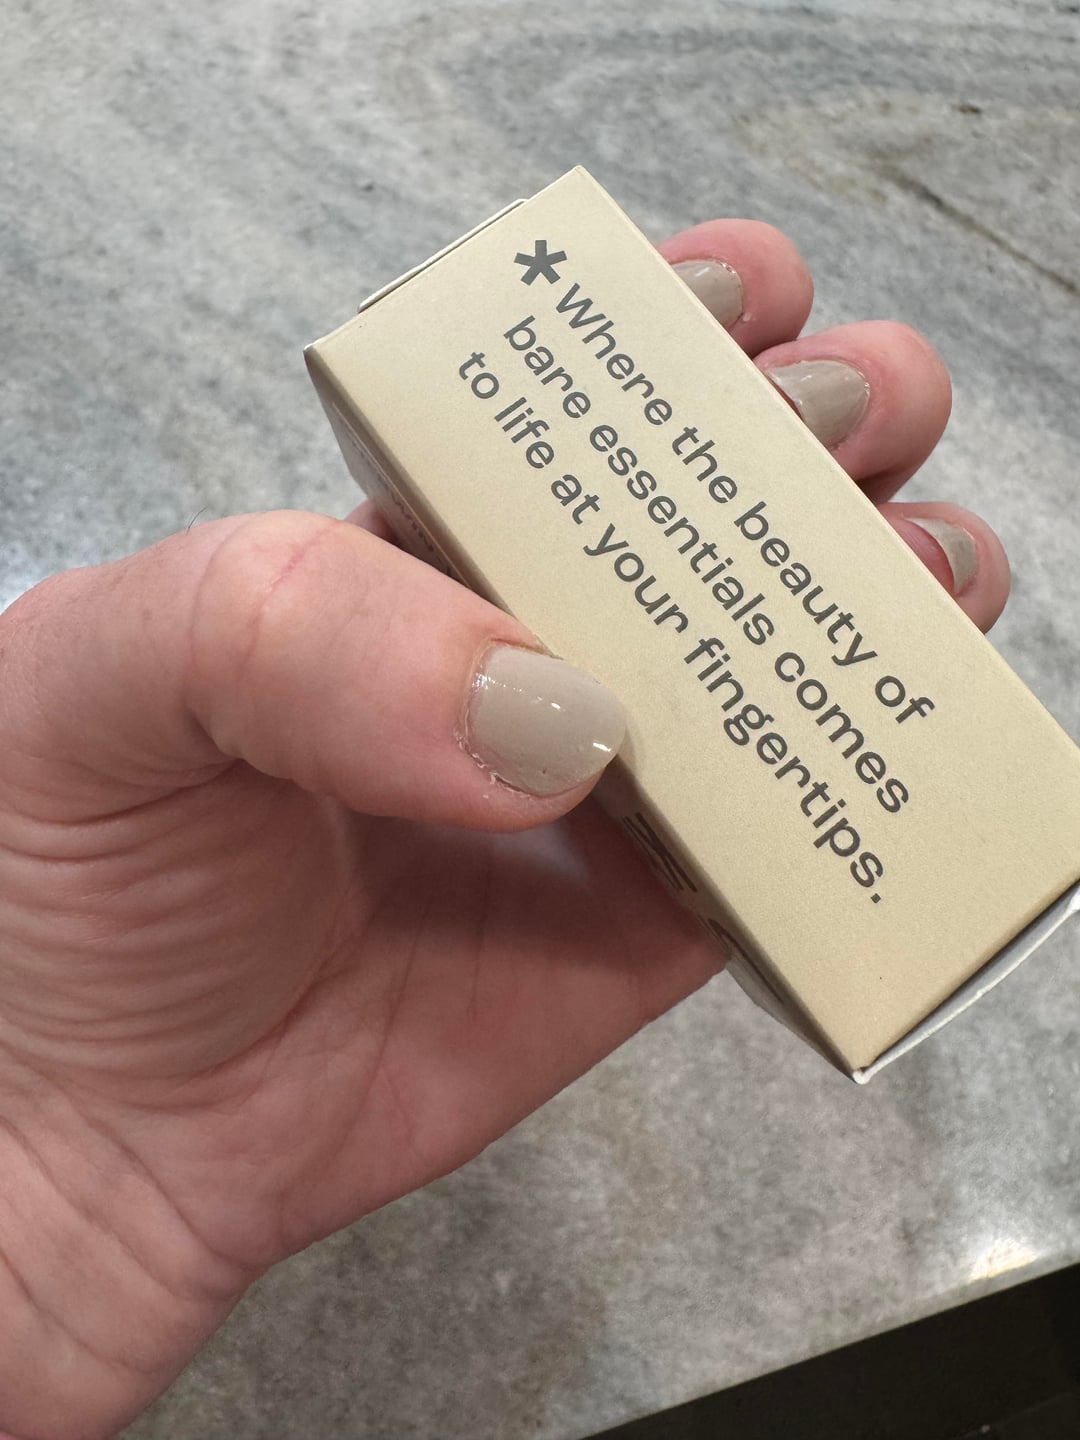 * Where the beauty of
bare essentials comes
to life at your fingertips.